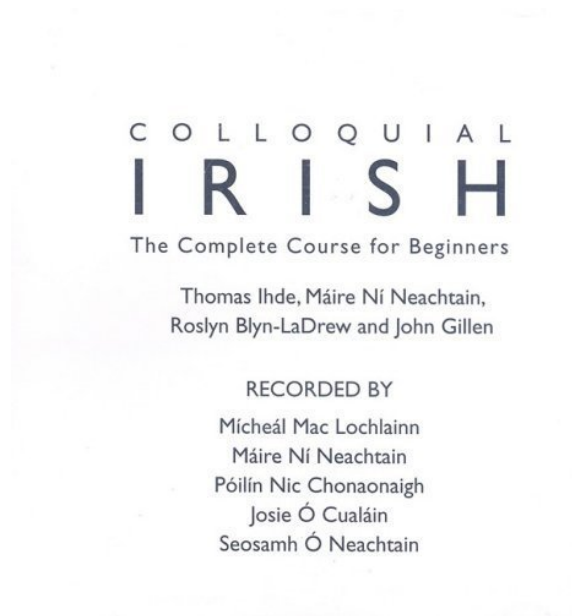 COLLOQUIAL
IRISH
The Complete Course for Beginners
Thomas Ihde, Máire Ní Neachtain,
Roslyn Blyn-LaDrew and John Gillen
RECORDED BY
Mícheál Mac Lochlainn
Máire Ní Neachtain
Póilín Nic Chonaonaigh
Josie Ó Cualáin
Seosamh Ó Neachtain